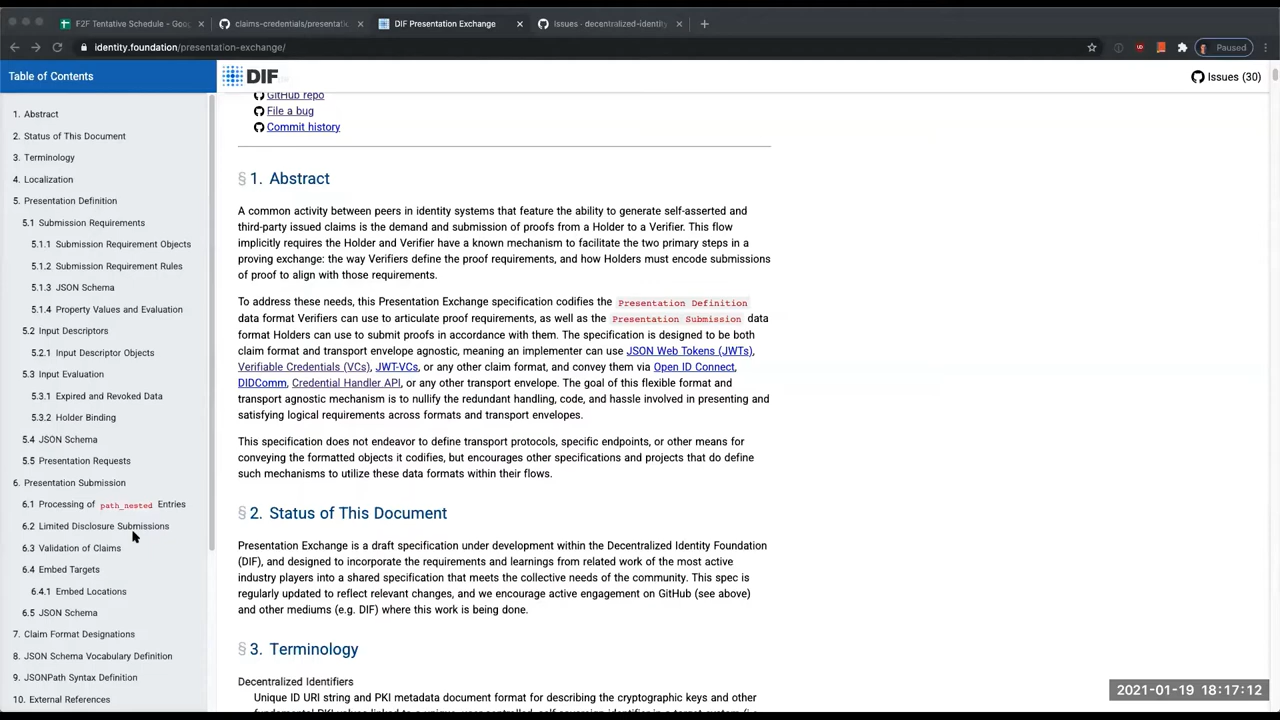 F2F Tentative Schedule - Goo
claims-credentials/presentati
DIF Presentation Exchange
Issues · decentralized-identity
identity.foundation/presentation-exchange/
Paused
Table of Contents
DIF
Issues (30)
1. Abstract
2. Status of This Document
3. Terminology
4. Localization
5. Presentation Definition
5.1 Submission Requirements
5.1.1 Submission Requirement Objects
5.1.2 Submission Requirement Rules
5.1.3 JSON Schema
5.1.4 Property Values and Evaluation
5.2 Input Descriptors
5.2.1 Input Descriptor Objects
5.3 Input Evaluation
5.3.1 Expired and Revoked Data
5.3.2 Holder Binding
5.4 JSON Schema
5.5 Presentation Requests
6. Presentation Submission
6.1 Processing of path_nested Entries
6.2 Limited Disclosure Submissions
6.3 Validation of Claims
6.4 Embed Targets
6.4.1 Embed Locations
6.5 JSON Schema
7. Claim Format Designations
8. JSON Schema Vocabulary Definition
9. JSONPath Syntax Definition
10. External References
GitHub repo
File a bug
Commit history
§ 1. Abstract
A common activity between peers in identity systems that feature the ability to generate self-asserted and
third-party issued claims is the demand and submission of proofs from a Holder to a Verifier. This flow
implicitly requires the Holder and Verifier have a known mechanism to facilitate the two primary steps in a
proving exchange: the way Verifiers define the proof requirements, and how Holders must encode submissions
of proof to align with those requirements.
To address these needs, this Presentation Exchange specification codifies the Presentation Definition
data format Verifiers can use to articulate proof requirements, as well as the Presentation Submission data
format Holders can use to submit proofs in accordance with them. The specification is designed to be both
claim format and transport envelope agnostic, meaning an implementer can use JSON Web Tokens (JWTs),
Verifiable Credentials (VCs), JWT-VCs, or any other claim format, and convey them via Open ID Connect,
DIDComm, Credential Handler API, or any other transport envelope. The goal of this flexible format and
transport agnostic mechanism is to nullify the redundant handling, code, and hassle involved in presenting and
satisfying logical requirements across formats and transport envelopes.
This specification does not endeavor to define transport protocols, specific endpoints, or other means for
conveying the formatted objects it codifies, but encourages other specifications and projects that do define
such mechanisms to utilize these data formats within their flows.
§ 2. Status of This Document
Presentation Exchange is a draft specification under development within the Decentralized Identity Foundation
(DIF), and designed to incorporate the requirements and learnings from related work of the most active
industry players into a shared specification that meets the collective needs of the community. This spec is
regularly updated to reflect relevant changes, and we encourage active engagement on GitHub (see above)
and other mediums (e.g. DIF) where this work is being done.
§ 3. Terminology
Decentralized Identifiers
Unique ID URI string and PKI metadata document format for describing the cryptographic keys and other
2021-01-19 18:17:12